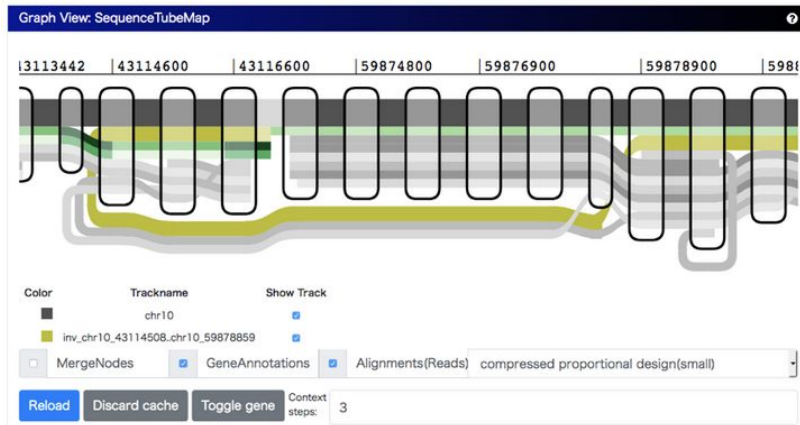 Graph View: SequenceTubeMap ?
43113442 43114600 43116600 59874800 59876900 59878900 5988
Color Trackname Show Track
chr10
inv_chr10_43114508..chr10_59878859
MergeNodes GeneAnnotations Alignments(Reads) compressed proportional design(small)
Reload Discard cache Toggle gene Context steps: 3